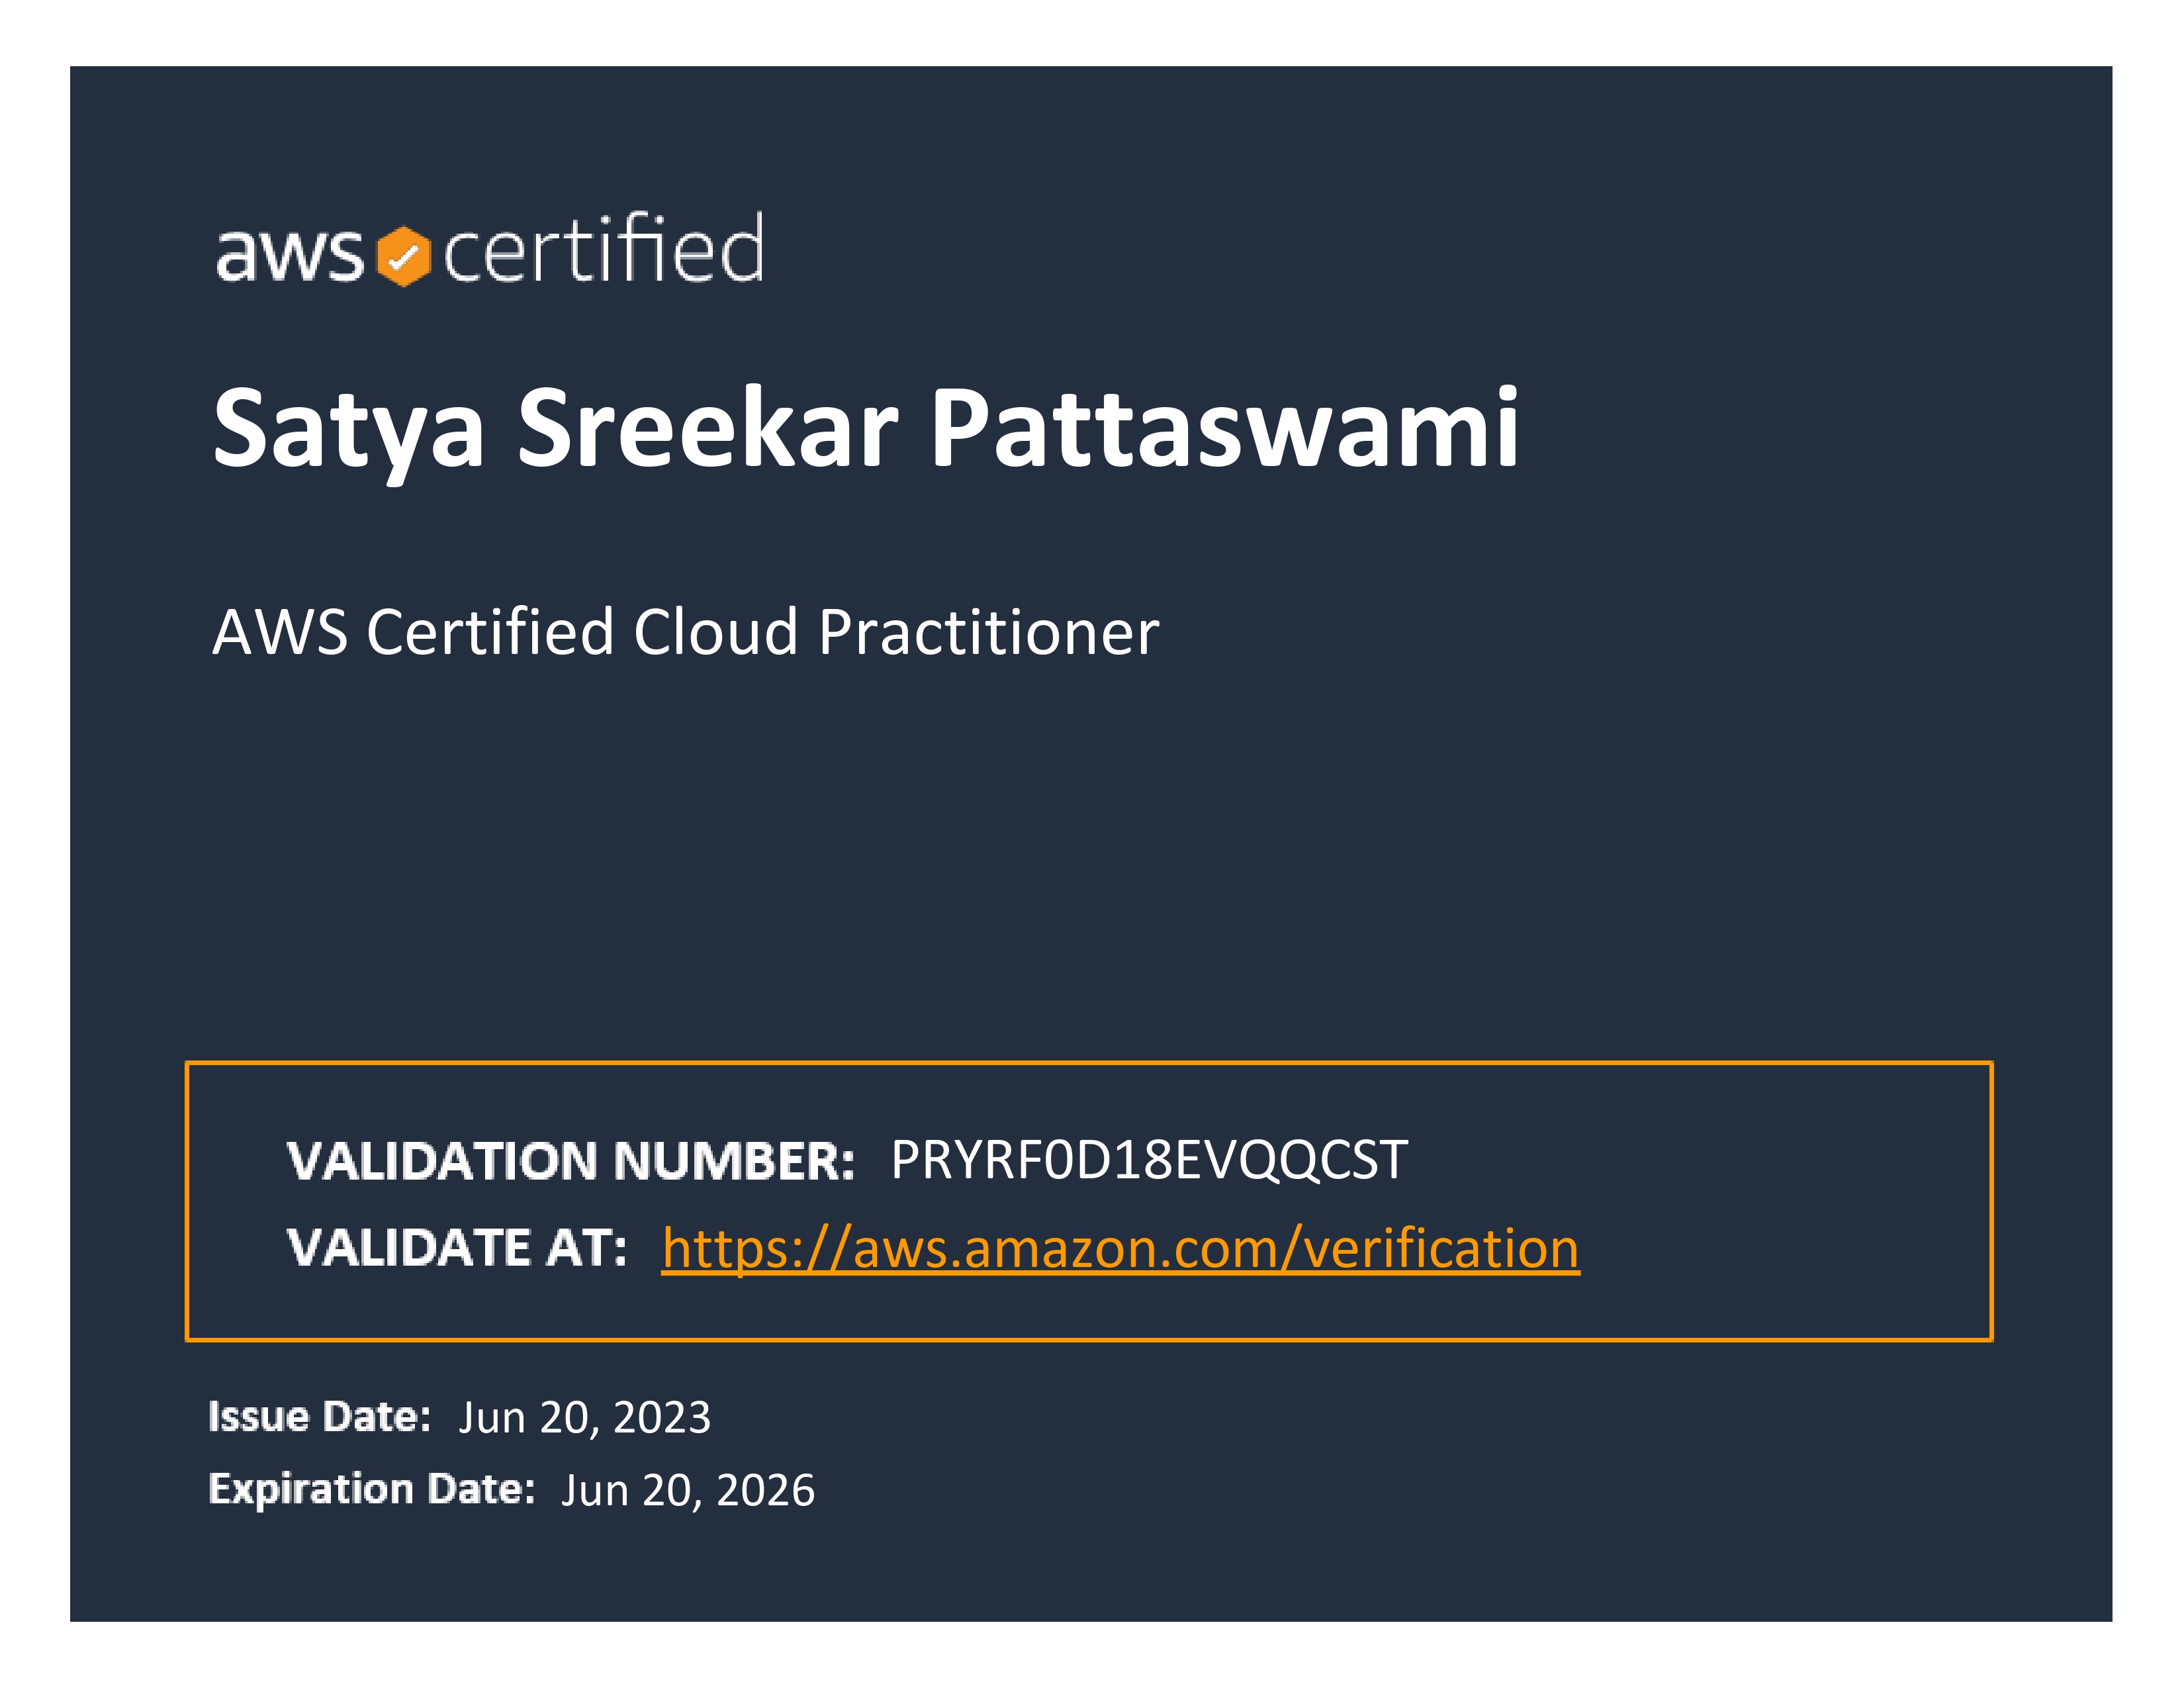 aws certified
Satya Sreekar Pattaswami
AWS Certified Cloud Practitioner
VALIDATION NUMBER: PRYRF0D18EVQQCST
VALIDATE AT: https://aws.amazon.com/verification
Issue Date: Jun 20, 2023
Expiration Date: Jun 20, 2026